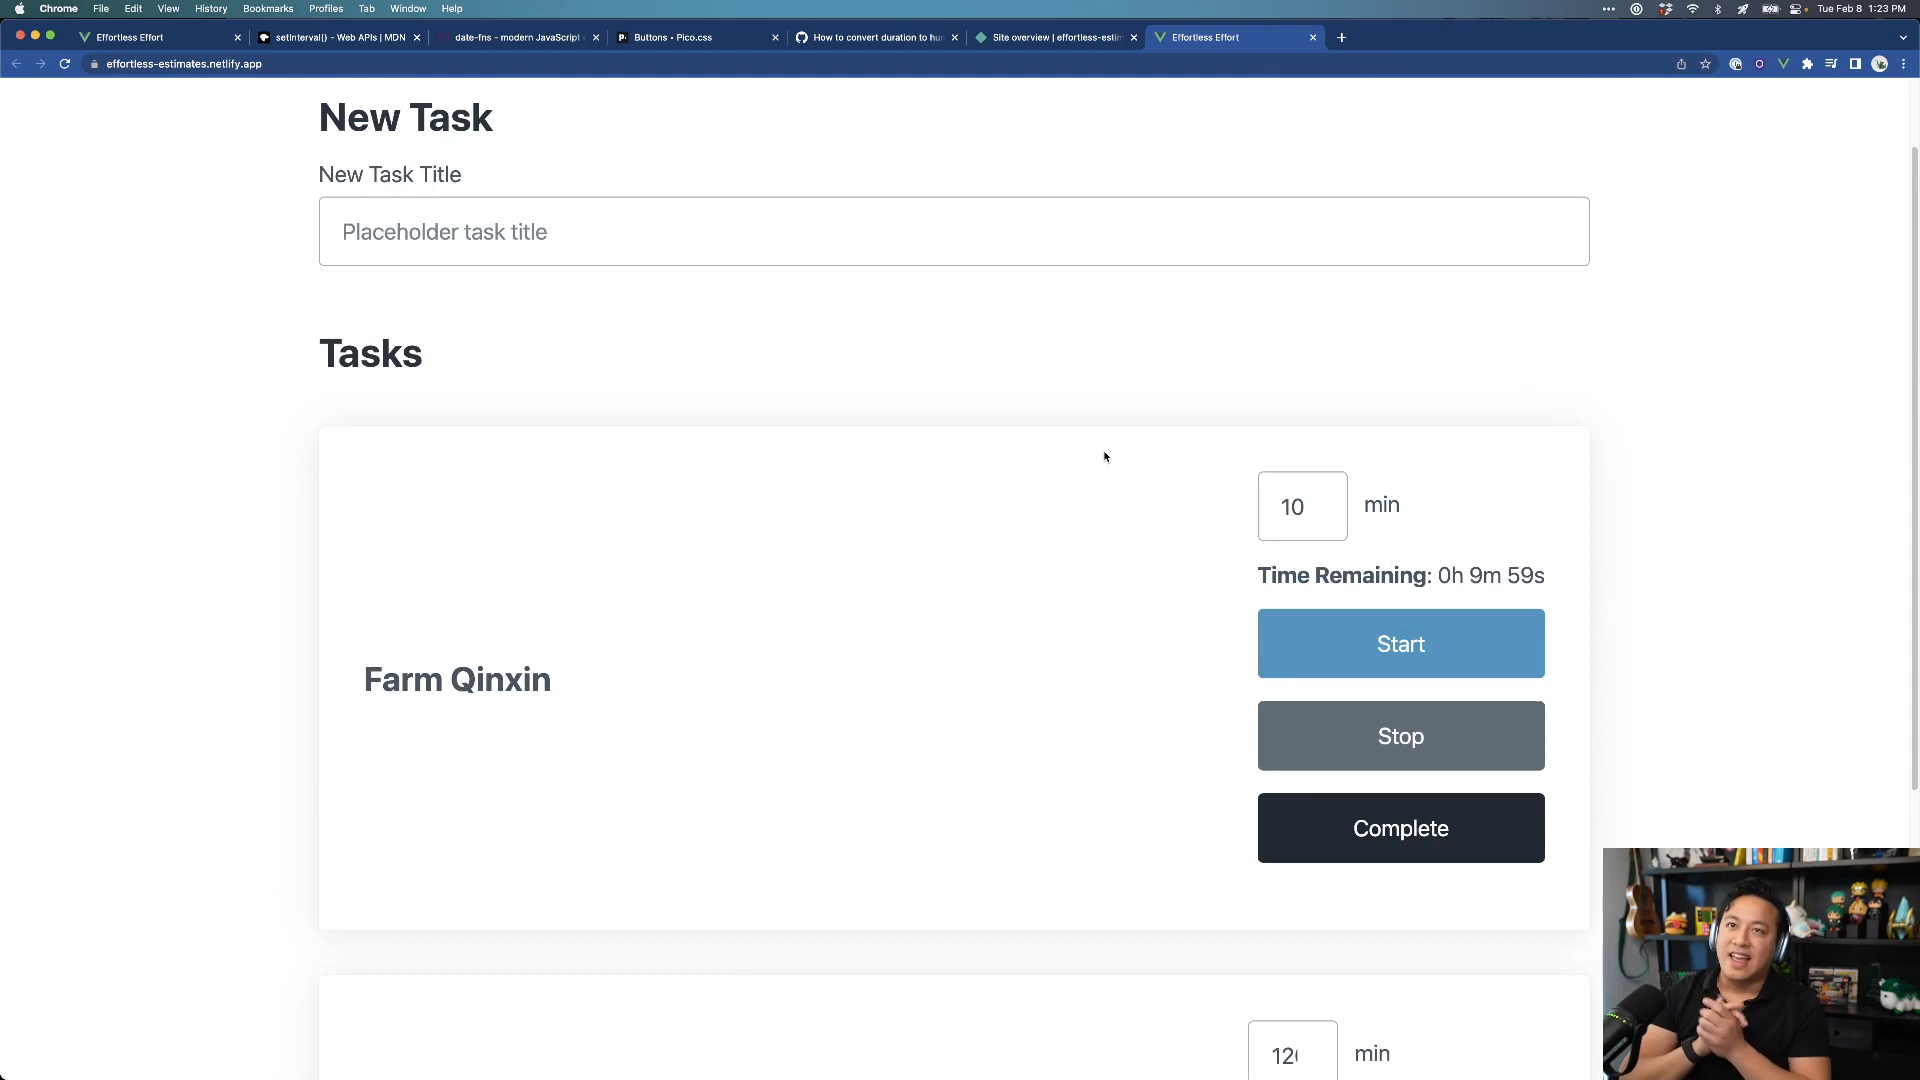 Chrome File Edit View History Bookmarks Profiles Tab Window Help Tue Feb 8 1:23 PM
Effortless Effort setInterval() - Web APIs | MDN date-fns - modern JavaScript Buttons • Pico.css How to convert duration to hu Site overview | effortless-estim Effortless Effort
effortless-estimates.netlify.app
New Task
New Task Title
Placeholder task title
Tasks
10 min
Time Remaining: 0h 9m 59s
Start
Farm Qinxin
Stop
Complete
120 min